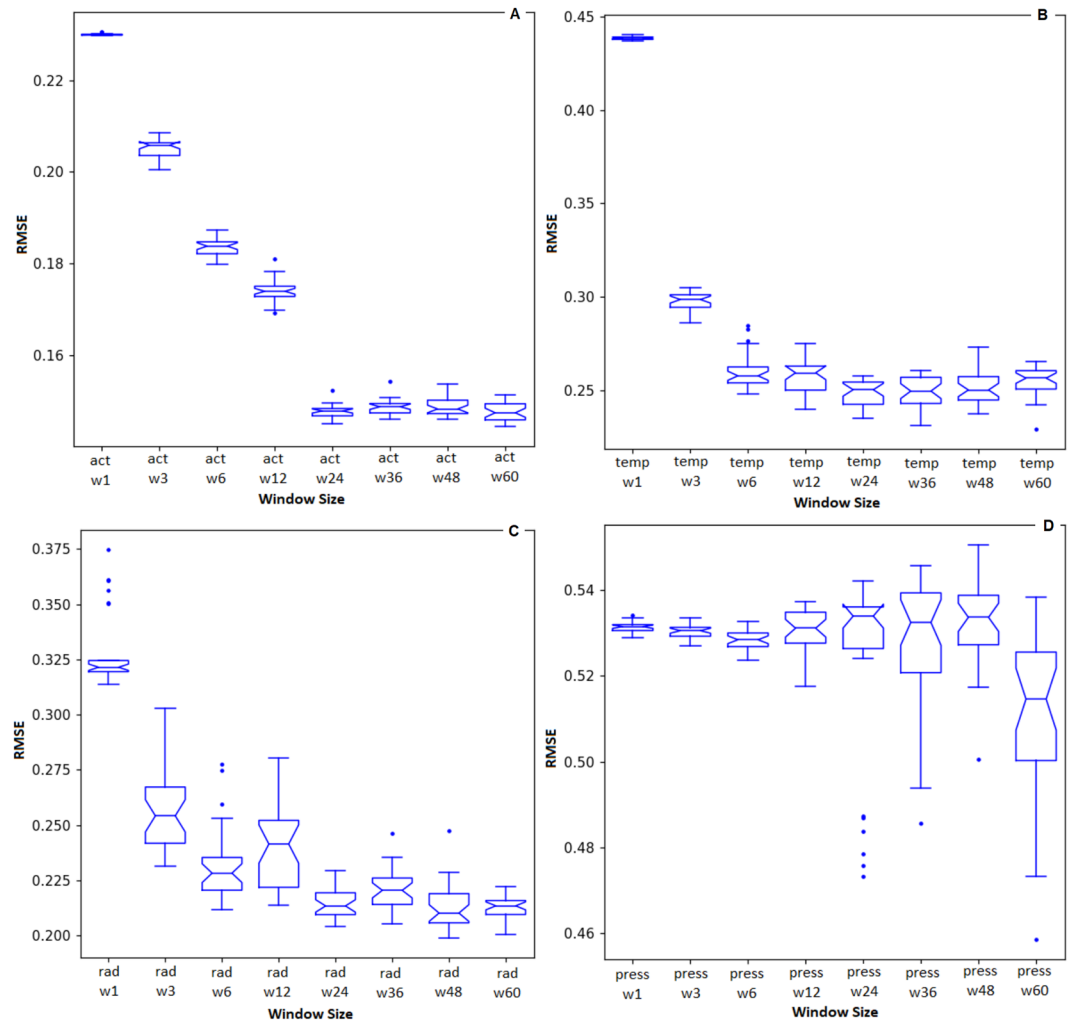 A
RMSE
0.22
0.20
0.18
0.16
act act act act act act act act
w1 w3 w6 w12 w24 w36 w48 w60
Window Size
B
RMSE
0.45
0.40
0.35
0.30
0.25
temp temp temp temp temp temp temp temp
w1 w3 w6 w12 w24 w36 w48 w60
Window Size
C
RMSE
0.375
0.350
0.325
0.300
0.275
0.250
0.225
0.200
rad rad rad rad rad rad rad rad
w1 w3 w6 w12 w24 w36 w48 w60
Window Size
D
RMSE
0.54
0.52
0.50
0.48
0.46
press press press press press press press press
w1 w3 w6 w12 w24 w36 w48 w60
Window Size